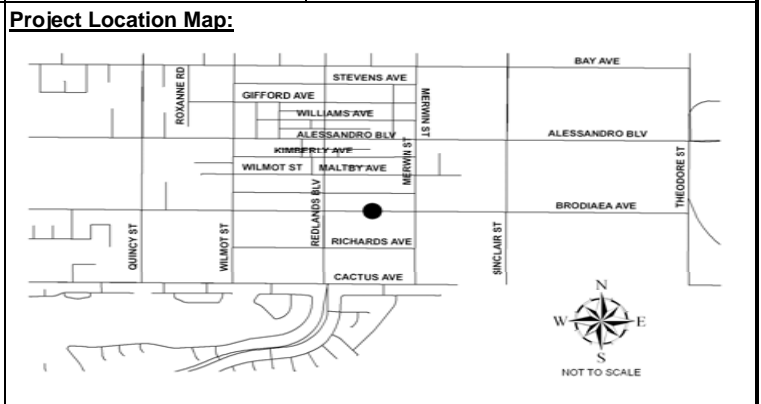 Project Location Map:
BAY AVE
STEVENS AVE
ROXANNE RD
GIFFORD AVE
MERWIN ST
WILLIAMS AVE
ALESSANDRO BLV
ALESSANDRO BLV
KIMBERLY AVE
MERWIN ST
WILMOT ST
MALTBY AVE
THEODORE ST
REDLANDS BLV
BRODIAEA AVE
QUINCY ST
WILMOT ST
SINCLAIR ST
RICHARDS AVE
CACTUS AVE
N
W
E
S
NOT TO SCALE